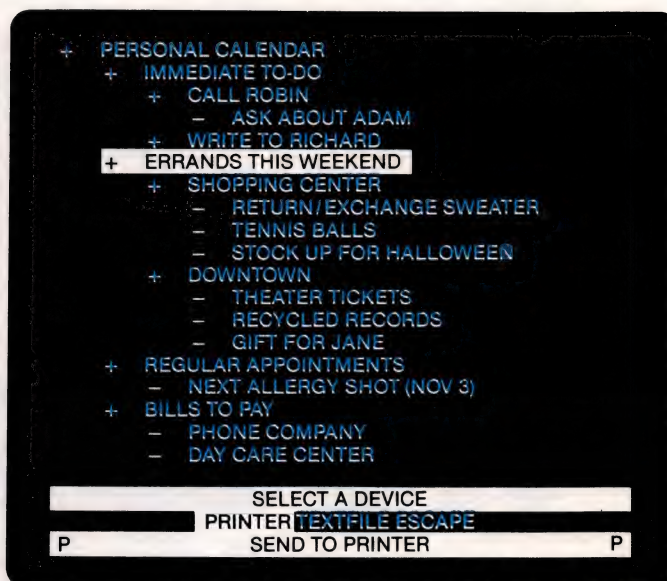 + PERSONAL CALENDAR
+ IMMEDIATE TO-DO
+ CALL ROBIN
– ASK ABOUT ADAM
+ WRITE TO RICHARD
+ ERRANDS THIS WEEKEND
+ SHOPPING CENTER
– RETURN/EXCHANGE SWEATER
– TENNIS BALLS
– STOCK UP FOR HALLOWEEN
+ DOWNTOWN
– THEATER TICKETS
– RECYCLED RECORDS
– GIFT FOR JANE
+ REGULAR APPOINTMENTS
– NEXT ALLERGY SHOT (NOV 3)
+ BILLS TO PAY
– PHONE COMPANY
– DAY CARE CENTER
SELECT A DEVICE
PRINTER TEXTFILE ESCAPE
P SEND TO PRINTER P